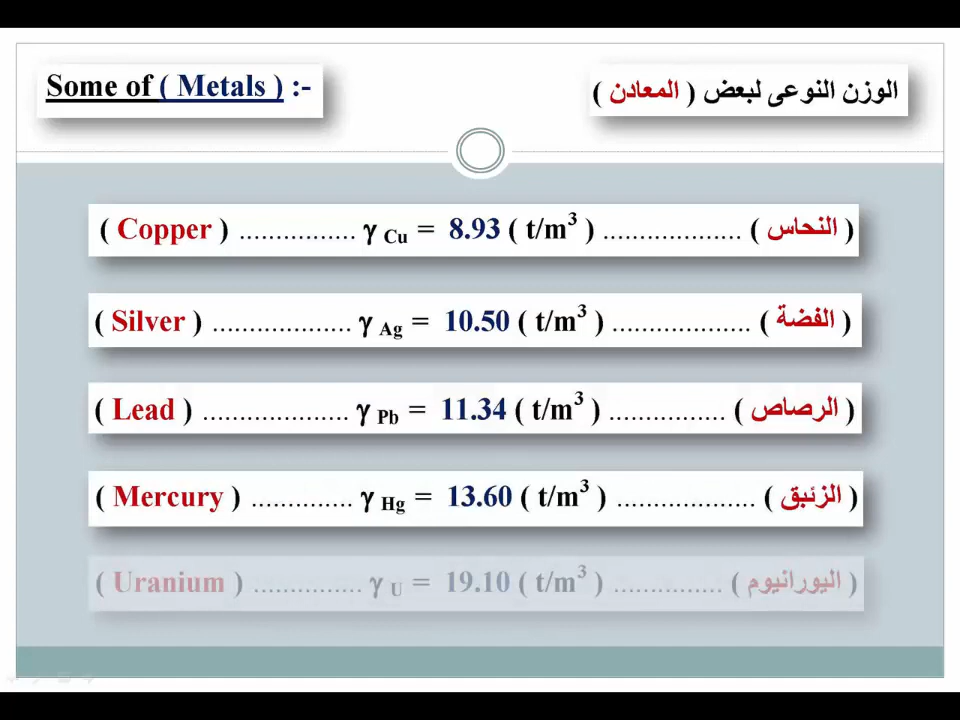 Some of ( Metals ) :-
الوزن النوعى لبعض ( المعادن )
( Copper ) ................ γ Cu = 8.93 ( t/m³ ) ................... ( النحاس )
( Silver ) ................... γ Ag = 10.50 ( t/m³ ) ................... ( الفضة )
( Lead ) .................... γ Pb = 11.34 ( t/m³ ) ................ ( الرصاص )
( Mercury ) .............. γ Hg = 13.60 ( t/m³ ) ................... ( الزئبق )
( Uranium ) ............... γ U = 19.10 ( t/m³ ) ............... ( اليورانيوم )